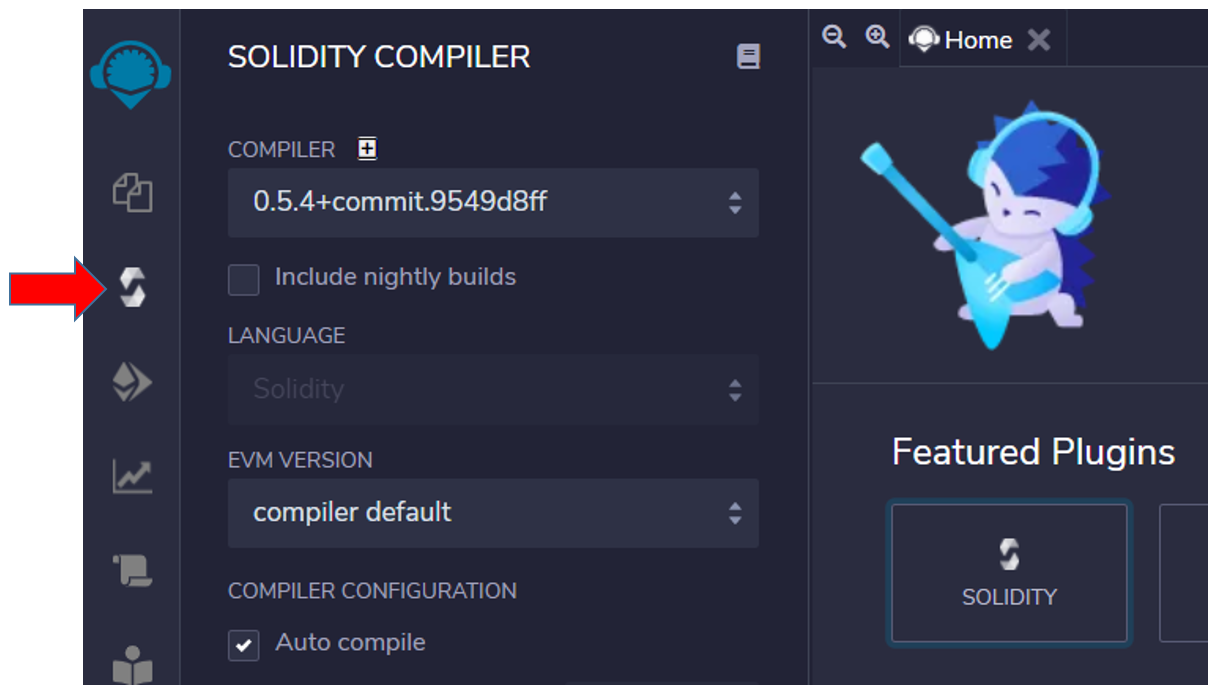 SOLIDITY COMPILER
COMPILER
0.5.4+commit.9549d8ff
Include nightly builds
LANGUAGE
Solidity
EVM VERSION
compiler default
COMPILER CONFIGURATION
Auto compile
Home
Featured Plugins
SOLIDITY